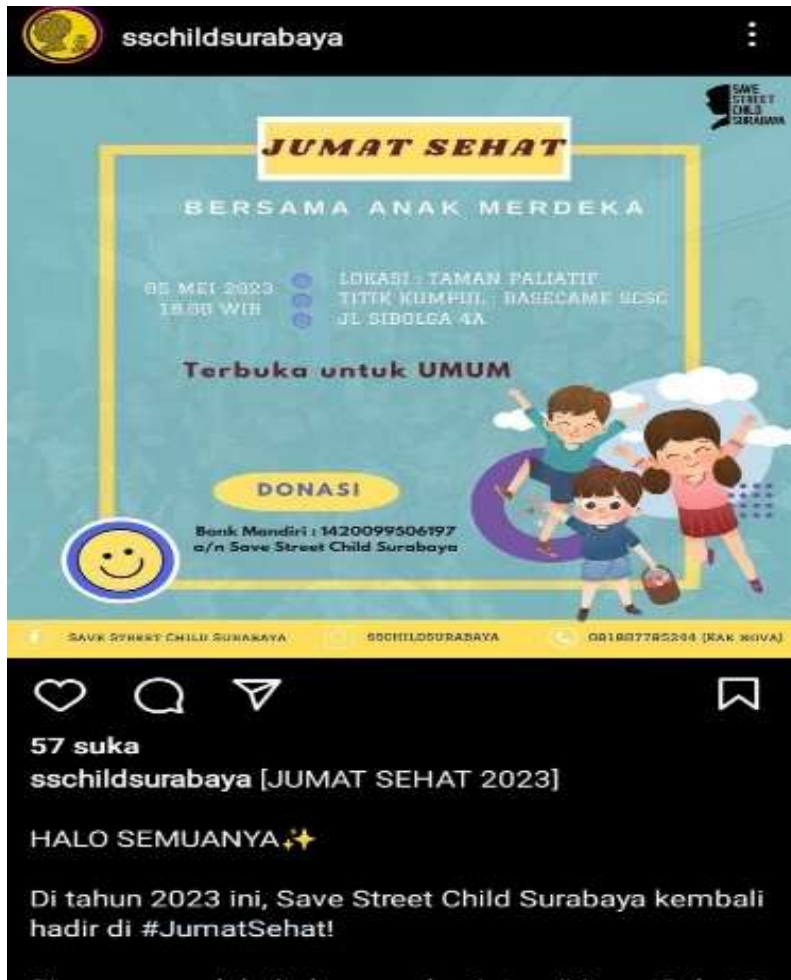 sschildsurabaya
SAVE
STREET
CHILD
SURABAYA
JUMAT SEHAT
BERSAMA ANAK MERDEKA
05 MEI 2023
WIB
LOKASI : TAMAN PALIATIF
TITIK KUMPUL : BASECAME SCSC
JL SIBOLGA 4A
Terbuka untuk UMUM
DONASI
Bank Mandiri : 1420099506197
a/n Save Street Child Surabaya
SAVE STREET CHILD SURABAYA
SSCHILDSURABAYA
(KAK NOVA)
57 suka
sschildsurabaya [JUMAT SEHAT 2023]
HALO SEMUANYA✨
Di tahun 2023 ini, Save Street Child Surabaya kembali
hadir di #JumatSehat!